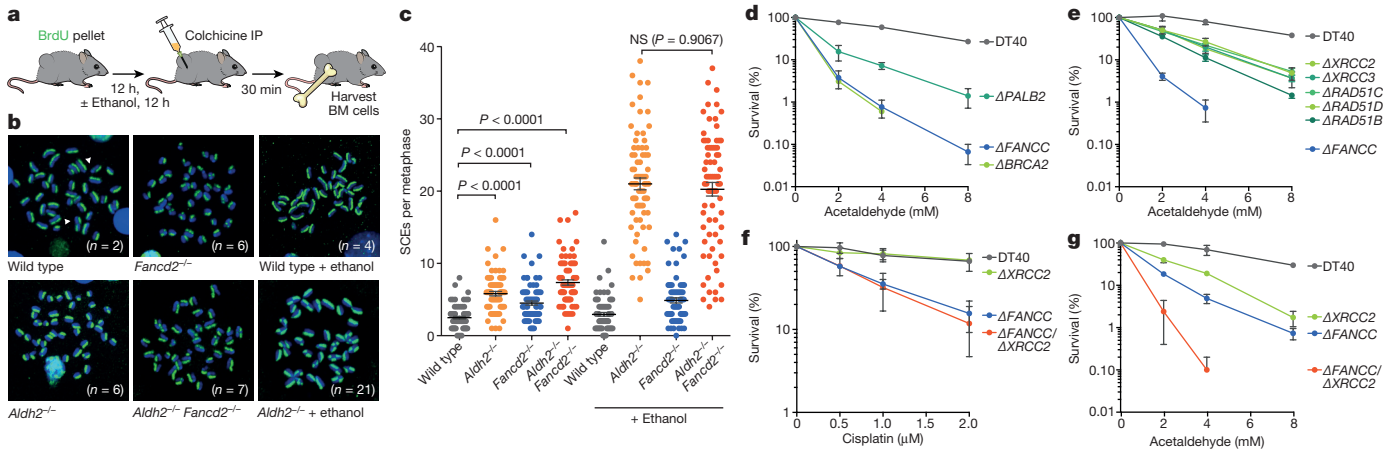 a
BrdU pellet
12 h,
± Ethanol, 12 h
Colchicine IP
30 min
Harvest
BM cells
b
(n = 2)
Wild type
(n = 6)
Fancd2–/–
(n = 4)
Wild type + ethanol
(n = 6)
Aldh2–/–
(n = 7)
Aldh2–/– Fancd2–/–
(n = 21)
Aldh2–/– + ethanol
c
SCEs per metaphase
40
30
20
10
0
NS (P = 0.9067)
P < 0.0001
P < 0.0001
P < 0.0001
Wild type
Aldh2–/–
Fancd2–/–
Aldh2–/–
Fancd2–/–
Wild type
Aldh2–/–
Fancd2–/–
Aldh2–/–
Fancd2–/–
+ Ethanol
d
Survival (%)
100
10
1
0.1
0.01
0
2
4
6
8
Acetaldehyde (mM)
DT40
ΔPALB2
ΔFANCC
ΔBRCA2
e
Survival (%)
100
10
1
0.1
0.01
0
2
4
8
Acetaldehyde (mM)
DT40
ΔXRCC2
ΔXRCC3
ΔRAD51C
ΔRAD51D
ΔRAD51B
ΔFANCC
f
Survival (%)
100
10
1
0
0.5
1.0
2.0
Cisplatin (μM)
DT40
ΔXRCC2
ΔFANCC
ΔFANCC/
ΔXRCC2
g
Survival (%)
100
10
1
0.1
0.01
0
2
4
8
Acetaldehyde (mM)
DT40
ΔXRCC2
ΔFANCC
ΔFANCC/
ΔXRCC2